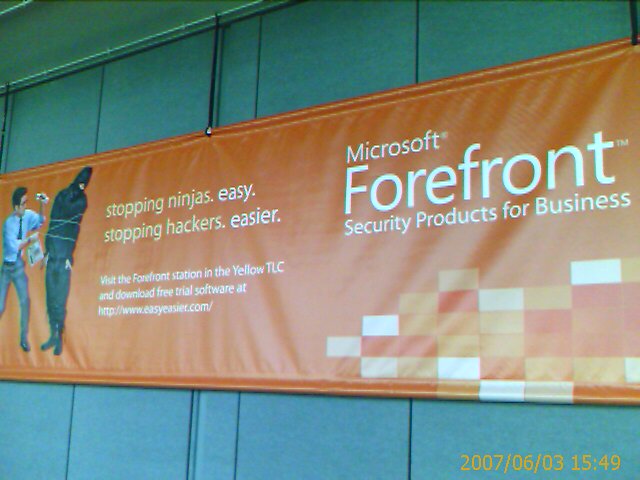 stopping ninjas. easy.
stopping hackers. easier.
Visit the Forefront station in the Yellow TLC
and download free trial software at
http://www.easyeasier.com/
Microsoft®
Forefront™
Security Products for Business
2007/06/03 15:49